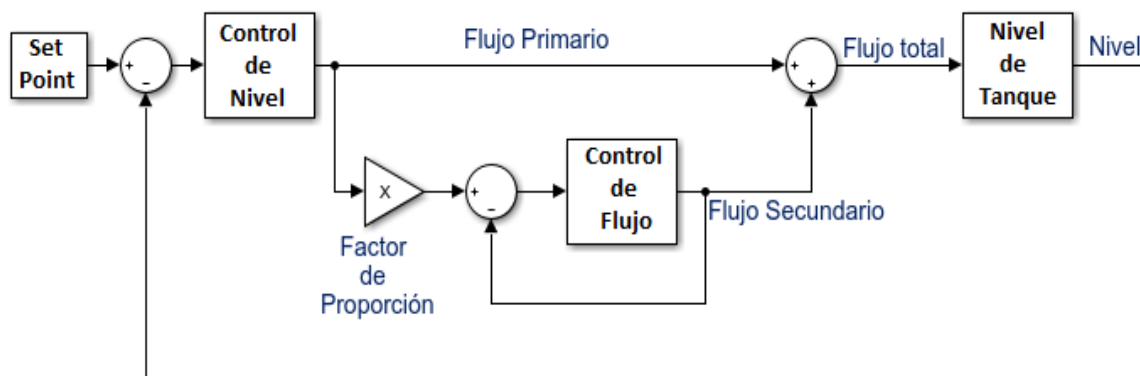 Set
Point
+
-
Control
de
Nivel
Flujo Primario
+
+
Flujo total
Nivel
de
Tanque
Nivel
x
Factor
de
Proporción
+
-
Control
de
Flujo
Flujo Secundario